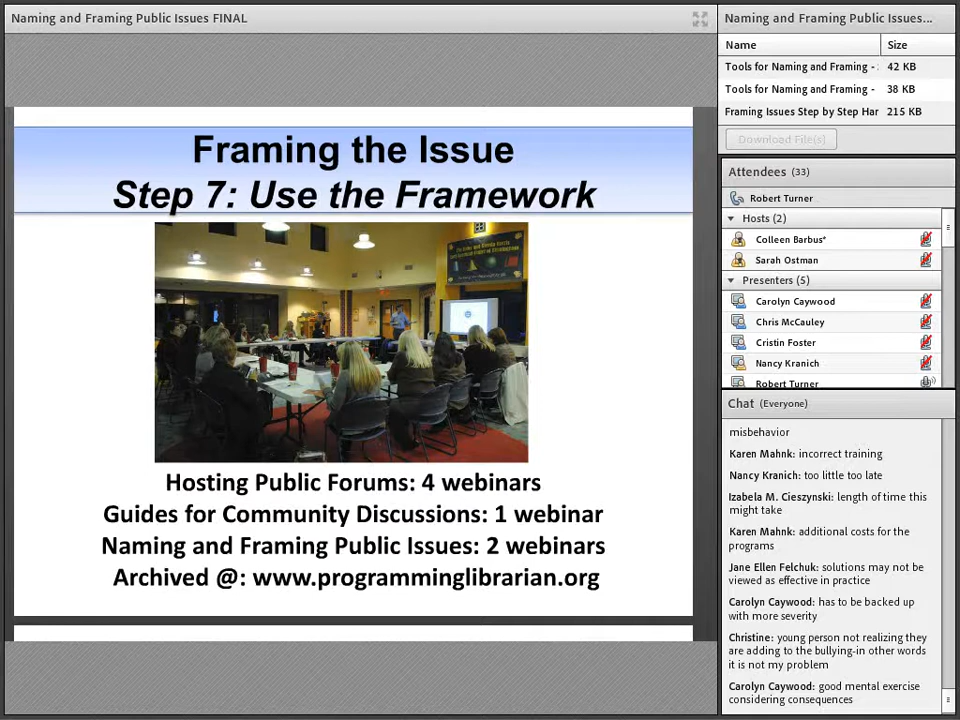 Naming and Framing Public Issues FINAL
Framing the Issue
Step 7: Use the Framework
Hosting Public Forums: 4 webinars
Guides for Community Discussions: 1 webinar
Naming and Framing Public Issues: 2 webinars
Archived @: www.programminglibrarian.org
Naming and Framing Public Issues...
Name Size
Tools for Naming and Framing - 42 KB
Tools for Naming and Framing - 38 KB
Framing Issues Step by Step Har 215 KB
Download File(s)
Attendees (33)
Robert Turner
Hosts (2)
Colleen Barbus*
Sarah Ostman
Presenters (5)
Carolyn Caywood
Chris McCauley
Cristin Foster
Nancy Kranich
Robert Turner
Chat (Everyone)
misbehavior
Karen Mahnk: incorrect training
Nancy Kranich: too little too late
Izabela M. Cieszynski: length of time this
might take
Karen Mahnk: additional costs for the
programs
Jane Ellen Felchuk: solutions may not be
viewed as effective in practice
Carolyn Caywood: has to be backed up
with more severity
Christine: young person not realizing they
are adding to the bullying-in other words
it is not my problem
Carolyn Caywood: good mental exercise
considering consequences